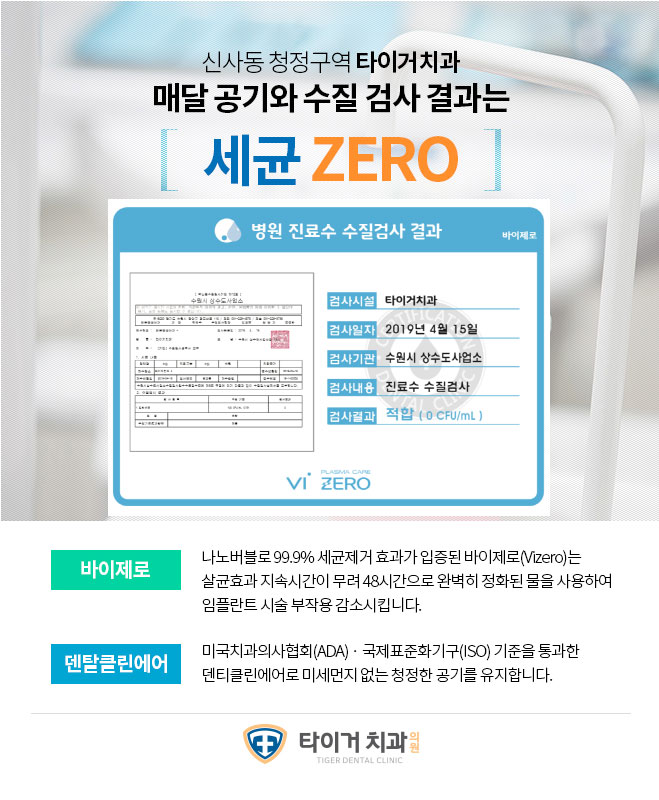 신사동 청정구역 타이거치과
매달 공기와 수질 검사 결과는
세균 ZERO
병원 진료수 수질검사 결과
바이제로
수원시 상수도사업소
검사시설 타이거치과
검사일자 2019년 4월 15일
검사기관 수원시 상수도사업소
검사내용 진료수 수질검사
검사결과 적합 ( 0 CFU/mL )
CERTIFICATION
DENTAL CLINIC
PLASMA CARE
Vi ZERO
바이제로
나노버블로 99.9% 세균제거 효과가 입증된 바이제로(Vizero)는
살균효과 지속시간이 무려 48시간으로 완벽히 정화된 물을 사용하여
임플란트 시술 부작용 감소시킵니다.
덴탈클린에어
미국치과의사협회(ADA) · 국제표준화기구(ISO) 기준을 통과한
덴티클린에어로 미세먼지 없는 청정한 공기를 유지합니다.
타이거 치과 의원
TIGER DENTAL CLINIC